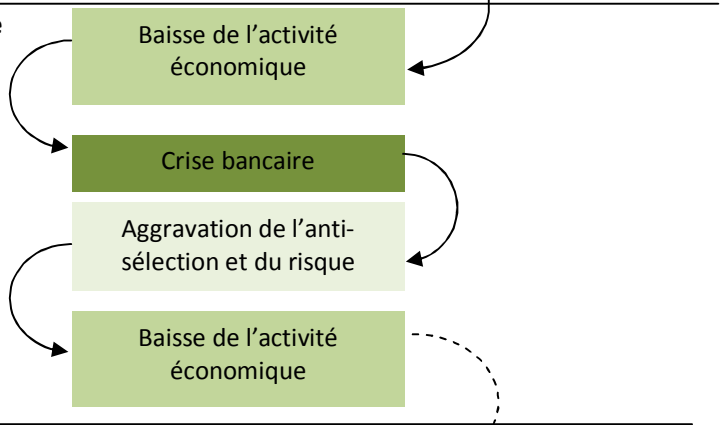 Baisse de l’activité
économique
Crise bancaire
Aggravation de l’anti-
sélection et du risque
Baisse de l’activité
économique